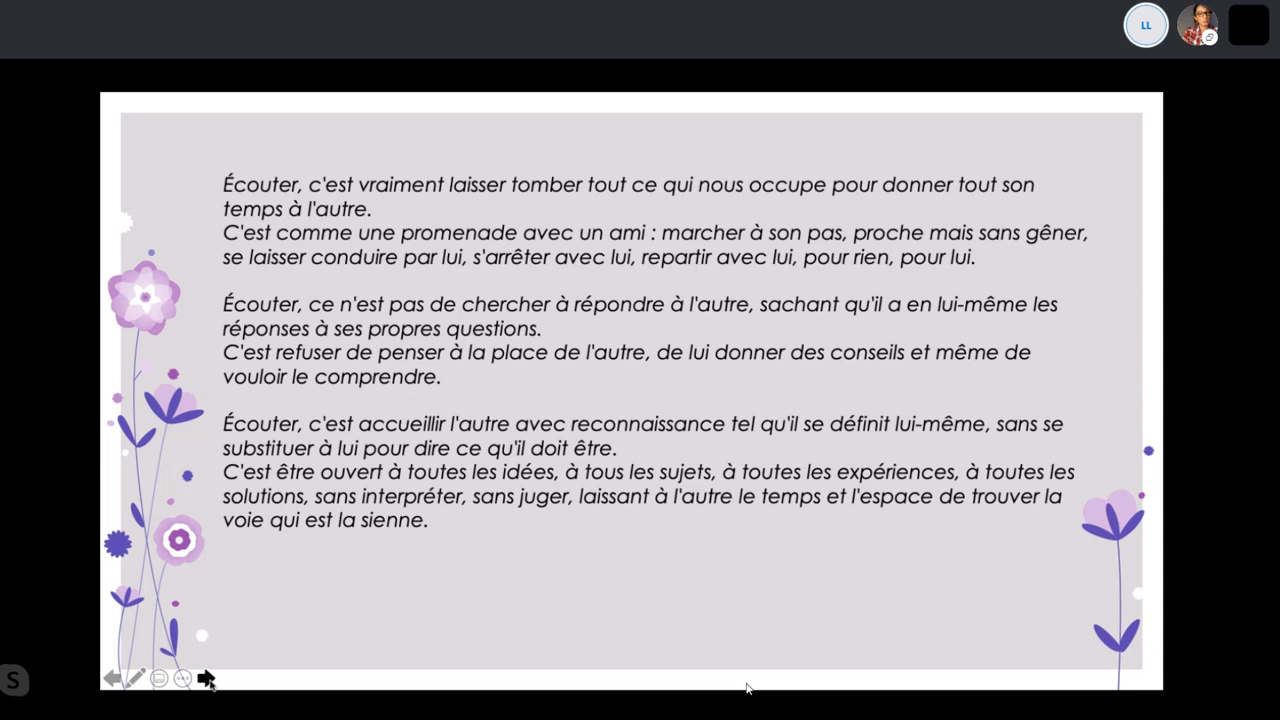 LL
Écouter, c'est vraiment laisser tomber tout ce qui nous occupe pour donner tout son
temps à l'autre.
C'est comme une promenade avec un ami : marcher à son pas, proche mais sans gêner,
se laisser conduire par lui, s'arrêter avec lui, repartir avec lui, pour rien, pour lui.
Écouter, ce n'est pas de chercher à répondre à l'autre, sachant qu'il a en lui-même les
réponses à ses propres questions.
C'est refuser de penser à la place de l'autre, de lui donner des conseils et même de
vouloir le comprendre.
Écouter, c'est accueillir l'autre avec reconnaissance tel qu'il se définit lui-même, sans se
substituer à lui pour dire ce qu'il doit être.
C'est être ouvert à toutes les idées, à tous les sujets, à toutes les expériences, à toutes les
solutions, sans interpréter, sans juger, laissant à l'autre le temps et l'espace de trouver la
voie qui est la sienne.
S